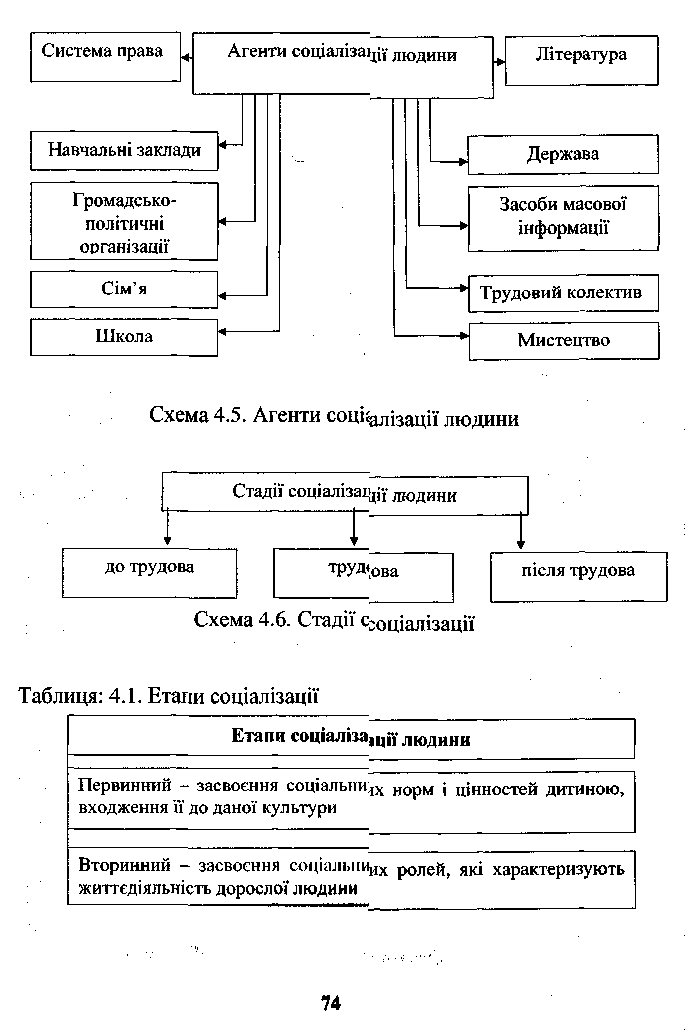 Система права
Агенти соціалізації людини
Література
Навчальні заклади
Громадсько-
політичні
організації
Сім’я
Школа
Держава
Засоби масової
інформації
Трудовий колектив
Мистецтво
Схема 4.5. Агенти соціалізації людини
Стадії соціалізації людини
до трудова
трудова
після трудова
Схема 4.6. Стадії соціалізації
Таблиця: 4.1. Етапи соціалізації
Етапи соціалізації людини
Первинний – засвоєння соціальних норм і цінностей дитиною,
входження її до даної культури
Вторинний – засвоєння соціальних ролей, які характеризують
життєдіяльність дорослої людини
74